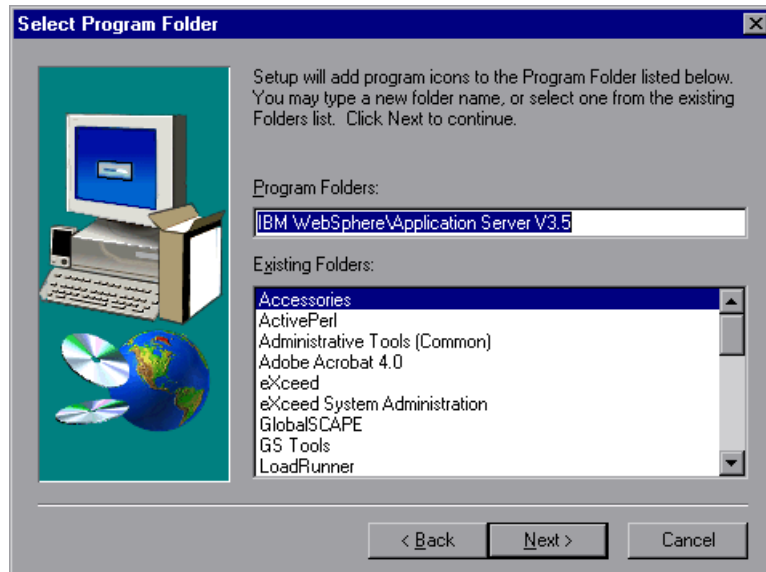 Select Program Folder
Setup will add program icons to the Program Folder listed below.
You may type a new folder name, or select one from the existing
Folders list. Click Next to continue.
Program Folders:
IBM WebSphere\Application Server V3.5
Existing Folders:
Accessories
ActivePerl
Administrative Tools (Common)
Adobe Acrobat 4.0
eXceed
eXceed System Administration
GlobalSCAPE
GS Tools
LoadRunner
< Back
Next >
Cancel